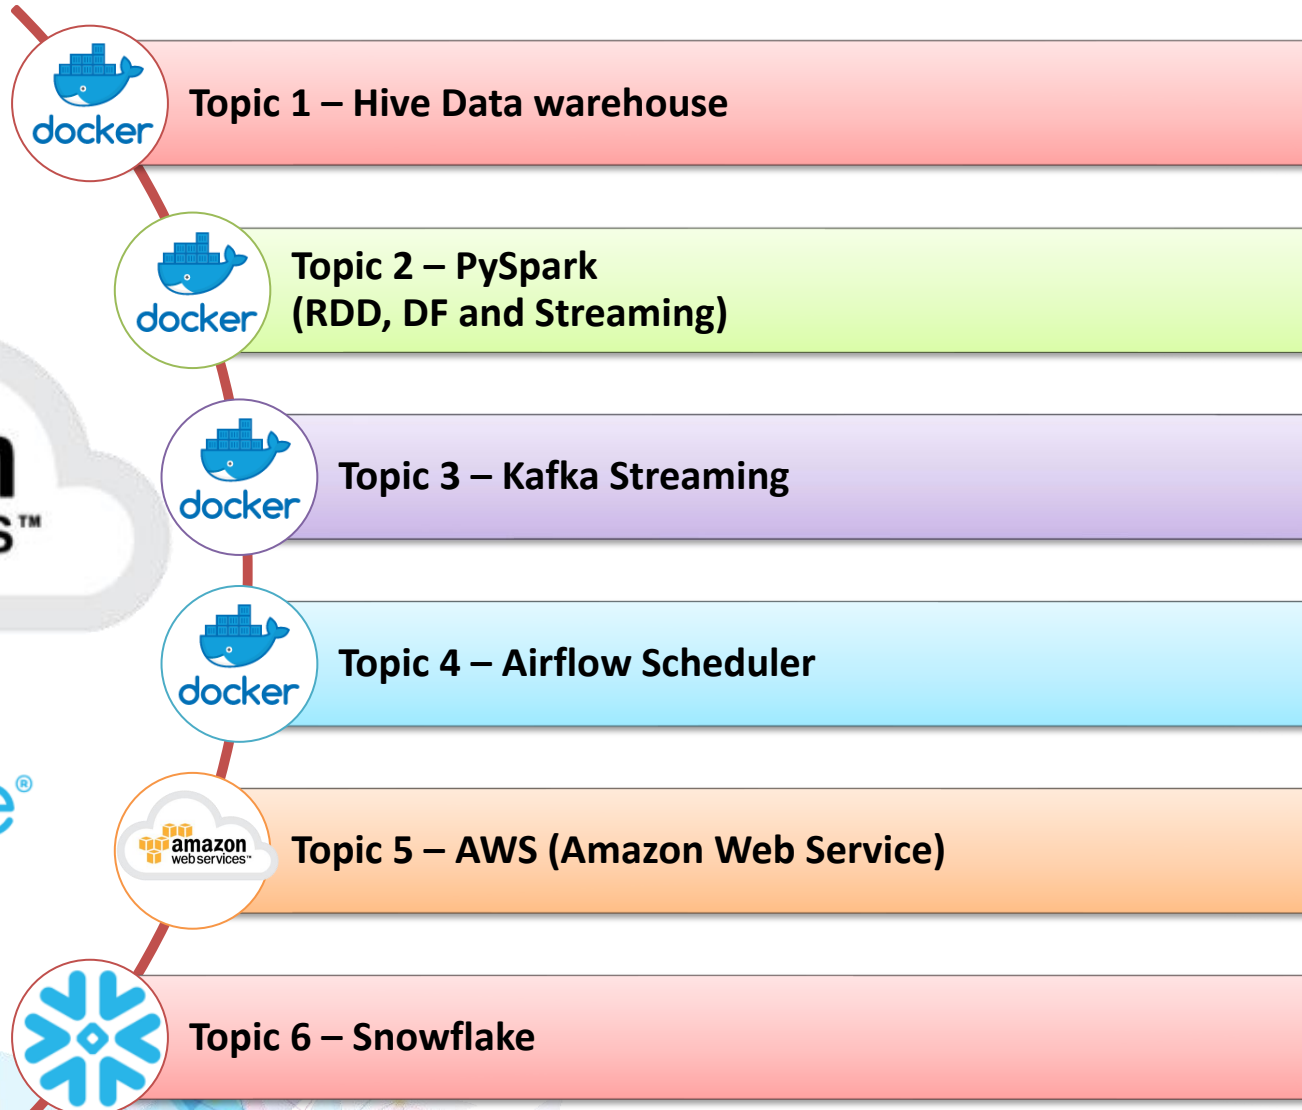 docker
Topic 1 – Hive Data warehouse
docker
Topic 2 – PySpark
(RDD, DF and Streaming)
docker
Topic 3 – Kafka Streaming
docker
Topic 4 – Airflow Scheduler
amazon
web services™
Topic 5 – AWS (Amazon Web Service)
Topic 6 – Snowflake